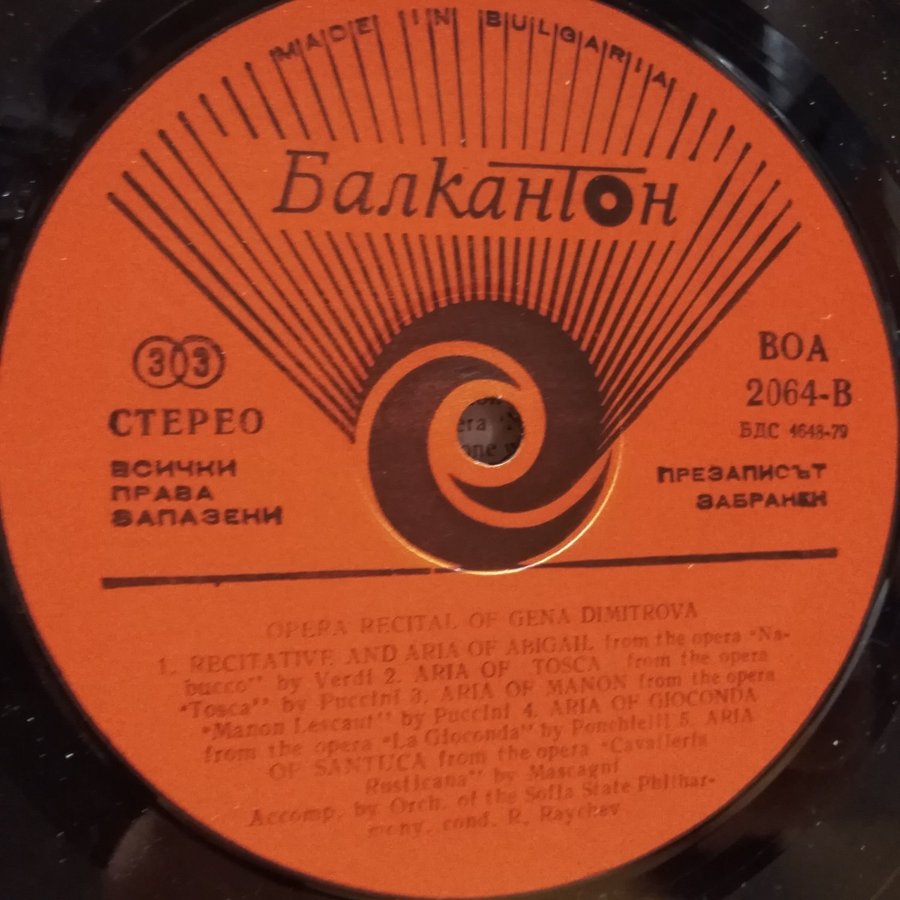 MADE IN BULGARIA
Балкантон
33
СТЕРЕО
ВСИЧКИ
ПРАВА
ЗАПАЗЕНИ
ВОА
2064-В
БДС 4648-79
ПРЕЗАПИСЪТ
ЗАБРАНЕН
OPERA RECITAL OF GENA DIMITROVA
1. RECITATIVE AND ARIA OF ABIGAIL from the opera "Na-
bucco" by Verdi 2. ARIA OF TOSCA from the opera
"Tosca" by Puccini 3. ARIA OF MANON from the opera
"Manon Lescaut" by Puccini 4. ARIA OF GIOCONDA
from the opera "La Gioconda" by Ponchielli 5. ARIA
OF SANTUCA from the opera "Cavalleria
Rusticana" by Mascagni
Accomp. by Orch. of the Sofia State Philhar-
mony, cond. R. Raychev